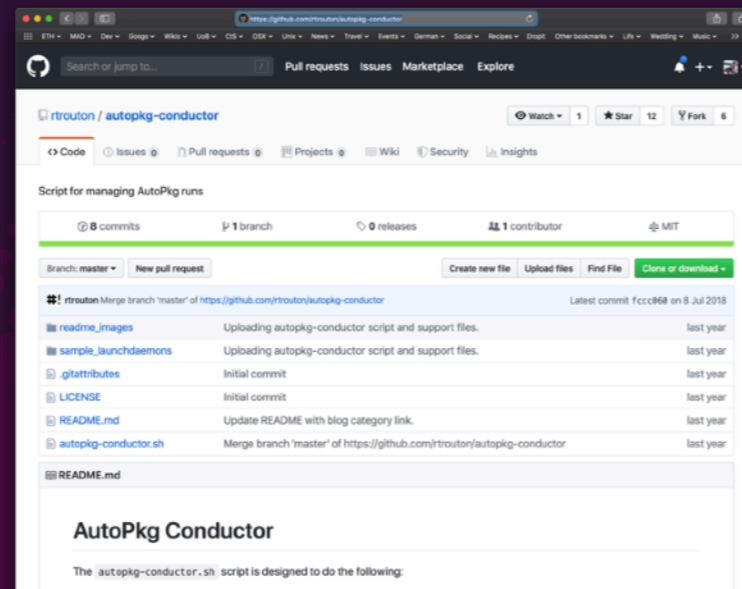 https://github.com/rtrouton/autopkg-conductor
ETH MAO Dev Googs Wikis UoB CtS OSX Unix News Travel Events German Social Recipes Dropit Other bookmarks Life Wedding Music >>
Search or jump to... / Pull requests Issues Marketplace Explore
rtrouton / autopkg-conductor Watch 1 Star 12 Fork 6
Code Issues 0 Pull requests 0 Projects 0 Wiki Security Insights
Script for managing AutoPkg runs
8 commits 1 branch 0 releases 1 contributor MIT
Branch: master New pull request Create new file Upload files Find File Clone or download
#! rtrouton Merge branch 'master' of https://github.com/rtrouton/autopkg-conductor Latest commit fccc060 on 8 Jul 2018
readme_images Uploading autopkg-conductor script and support files. last year
sample_launchdaemons Uploading autopkg-conductor script and support files. last year
.gitattributes Initial commit last year
LICENSE Initial commit last year
README.md Update README with blog category link. last year
autopkg-conductor.sh Merge branch 'master' of https://github.com/rtrouton/autopkg-conductor last year
README.md
AutoPkg Conductor
The autopkg-conductor.sh script is designed to do the following: